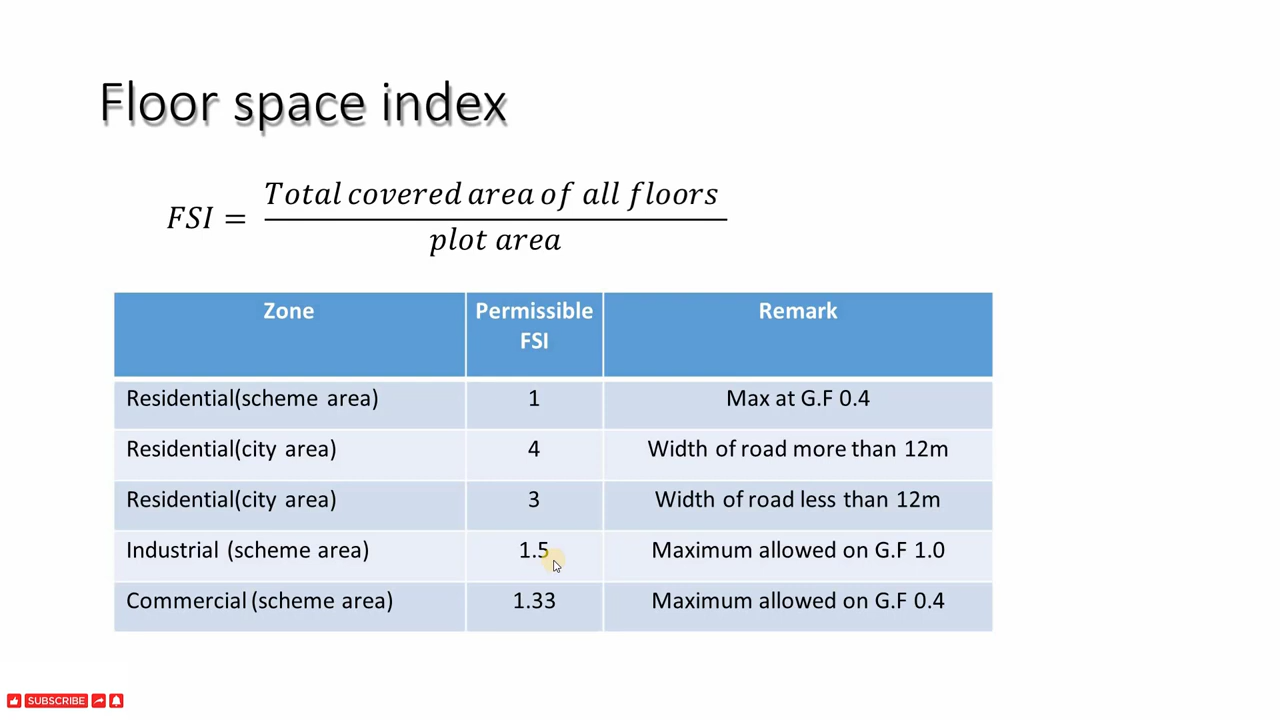 Floor space index
FSI = Total covered area of all floors
plot area
Zone Permissible FSI Remark
Residential(scheme area) 1 Max at G.F 0.4
Residential(city area) 4 Width of road more than 12m
Residential(city area) 3 Width of road less than 12m
Industrial (scheme area) 1.5 Maximum allowed on G.F 1.0
Commercial (scheme area) 1.33 Maximum allowed on G.F 0.4
SUBSCRIBE